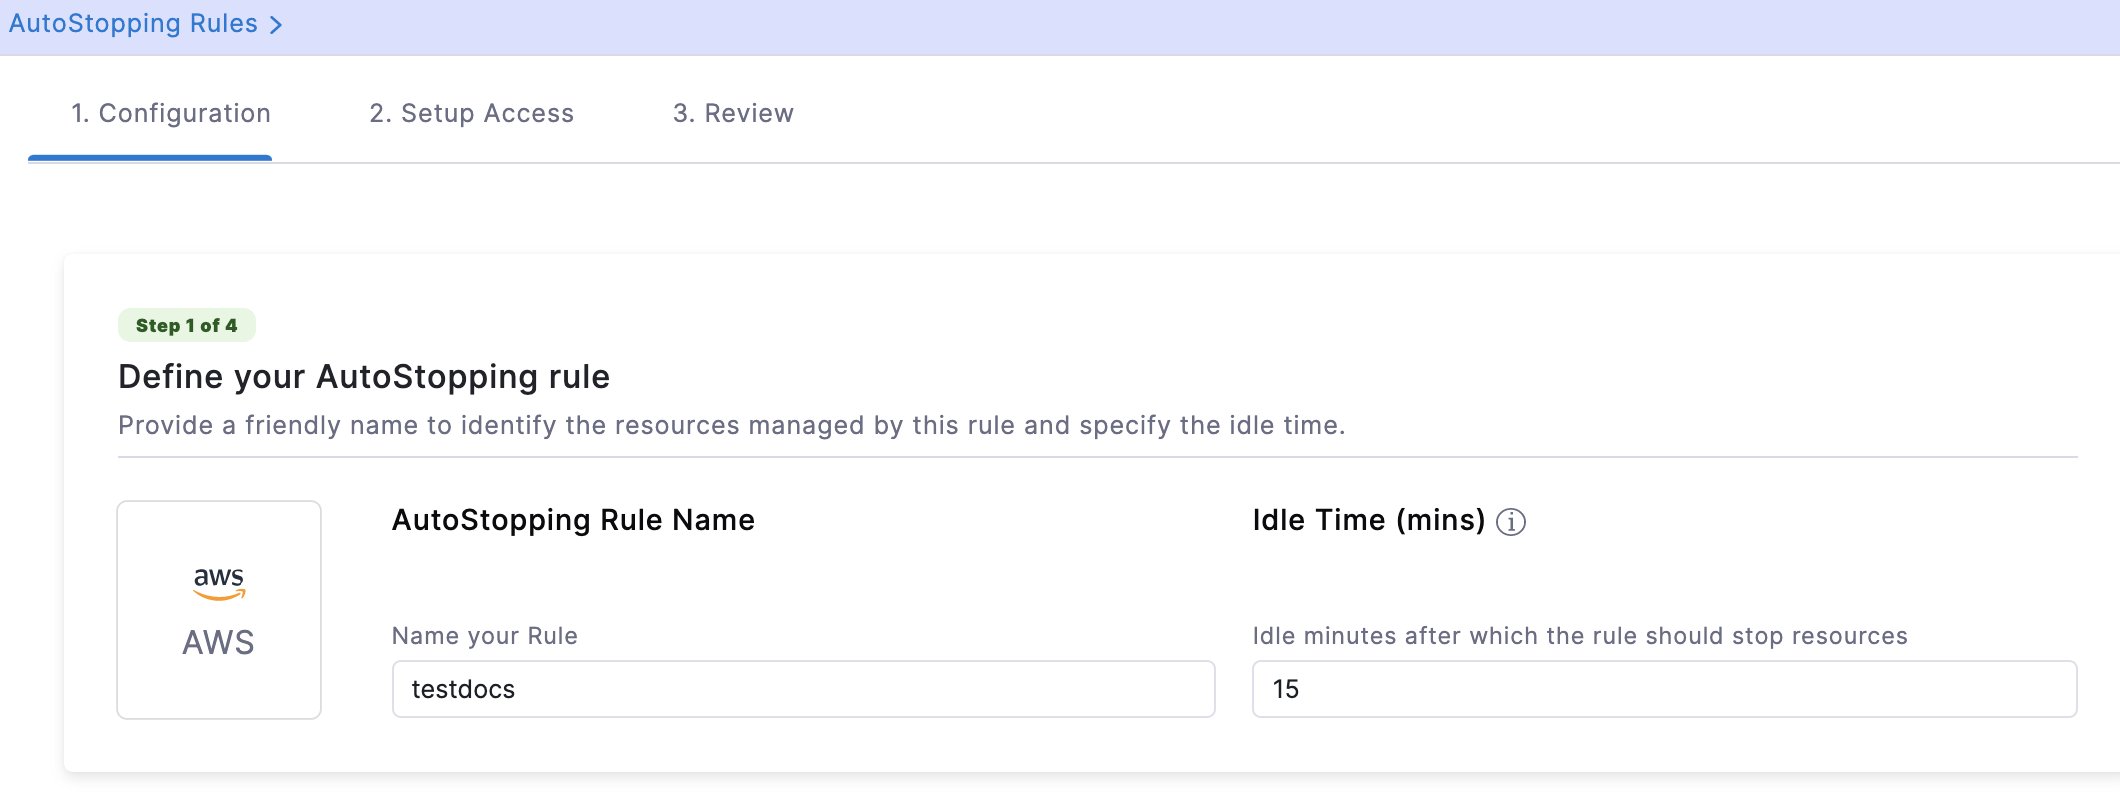 AutoStopping Rules >
1. Configuration
2. Setup Access
3. Review
Step 1 of 4
Define your AutoStopping rule
Provide a friendly name to identify the resources managed by this rule and specify the idle time.
aws
AWS
AutoStopping Rule Name
Name your Rule
testdocs
Idle Time (mins) i
Idle minutes after which the rule should stop resources
15